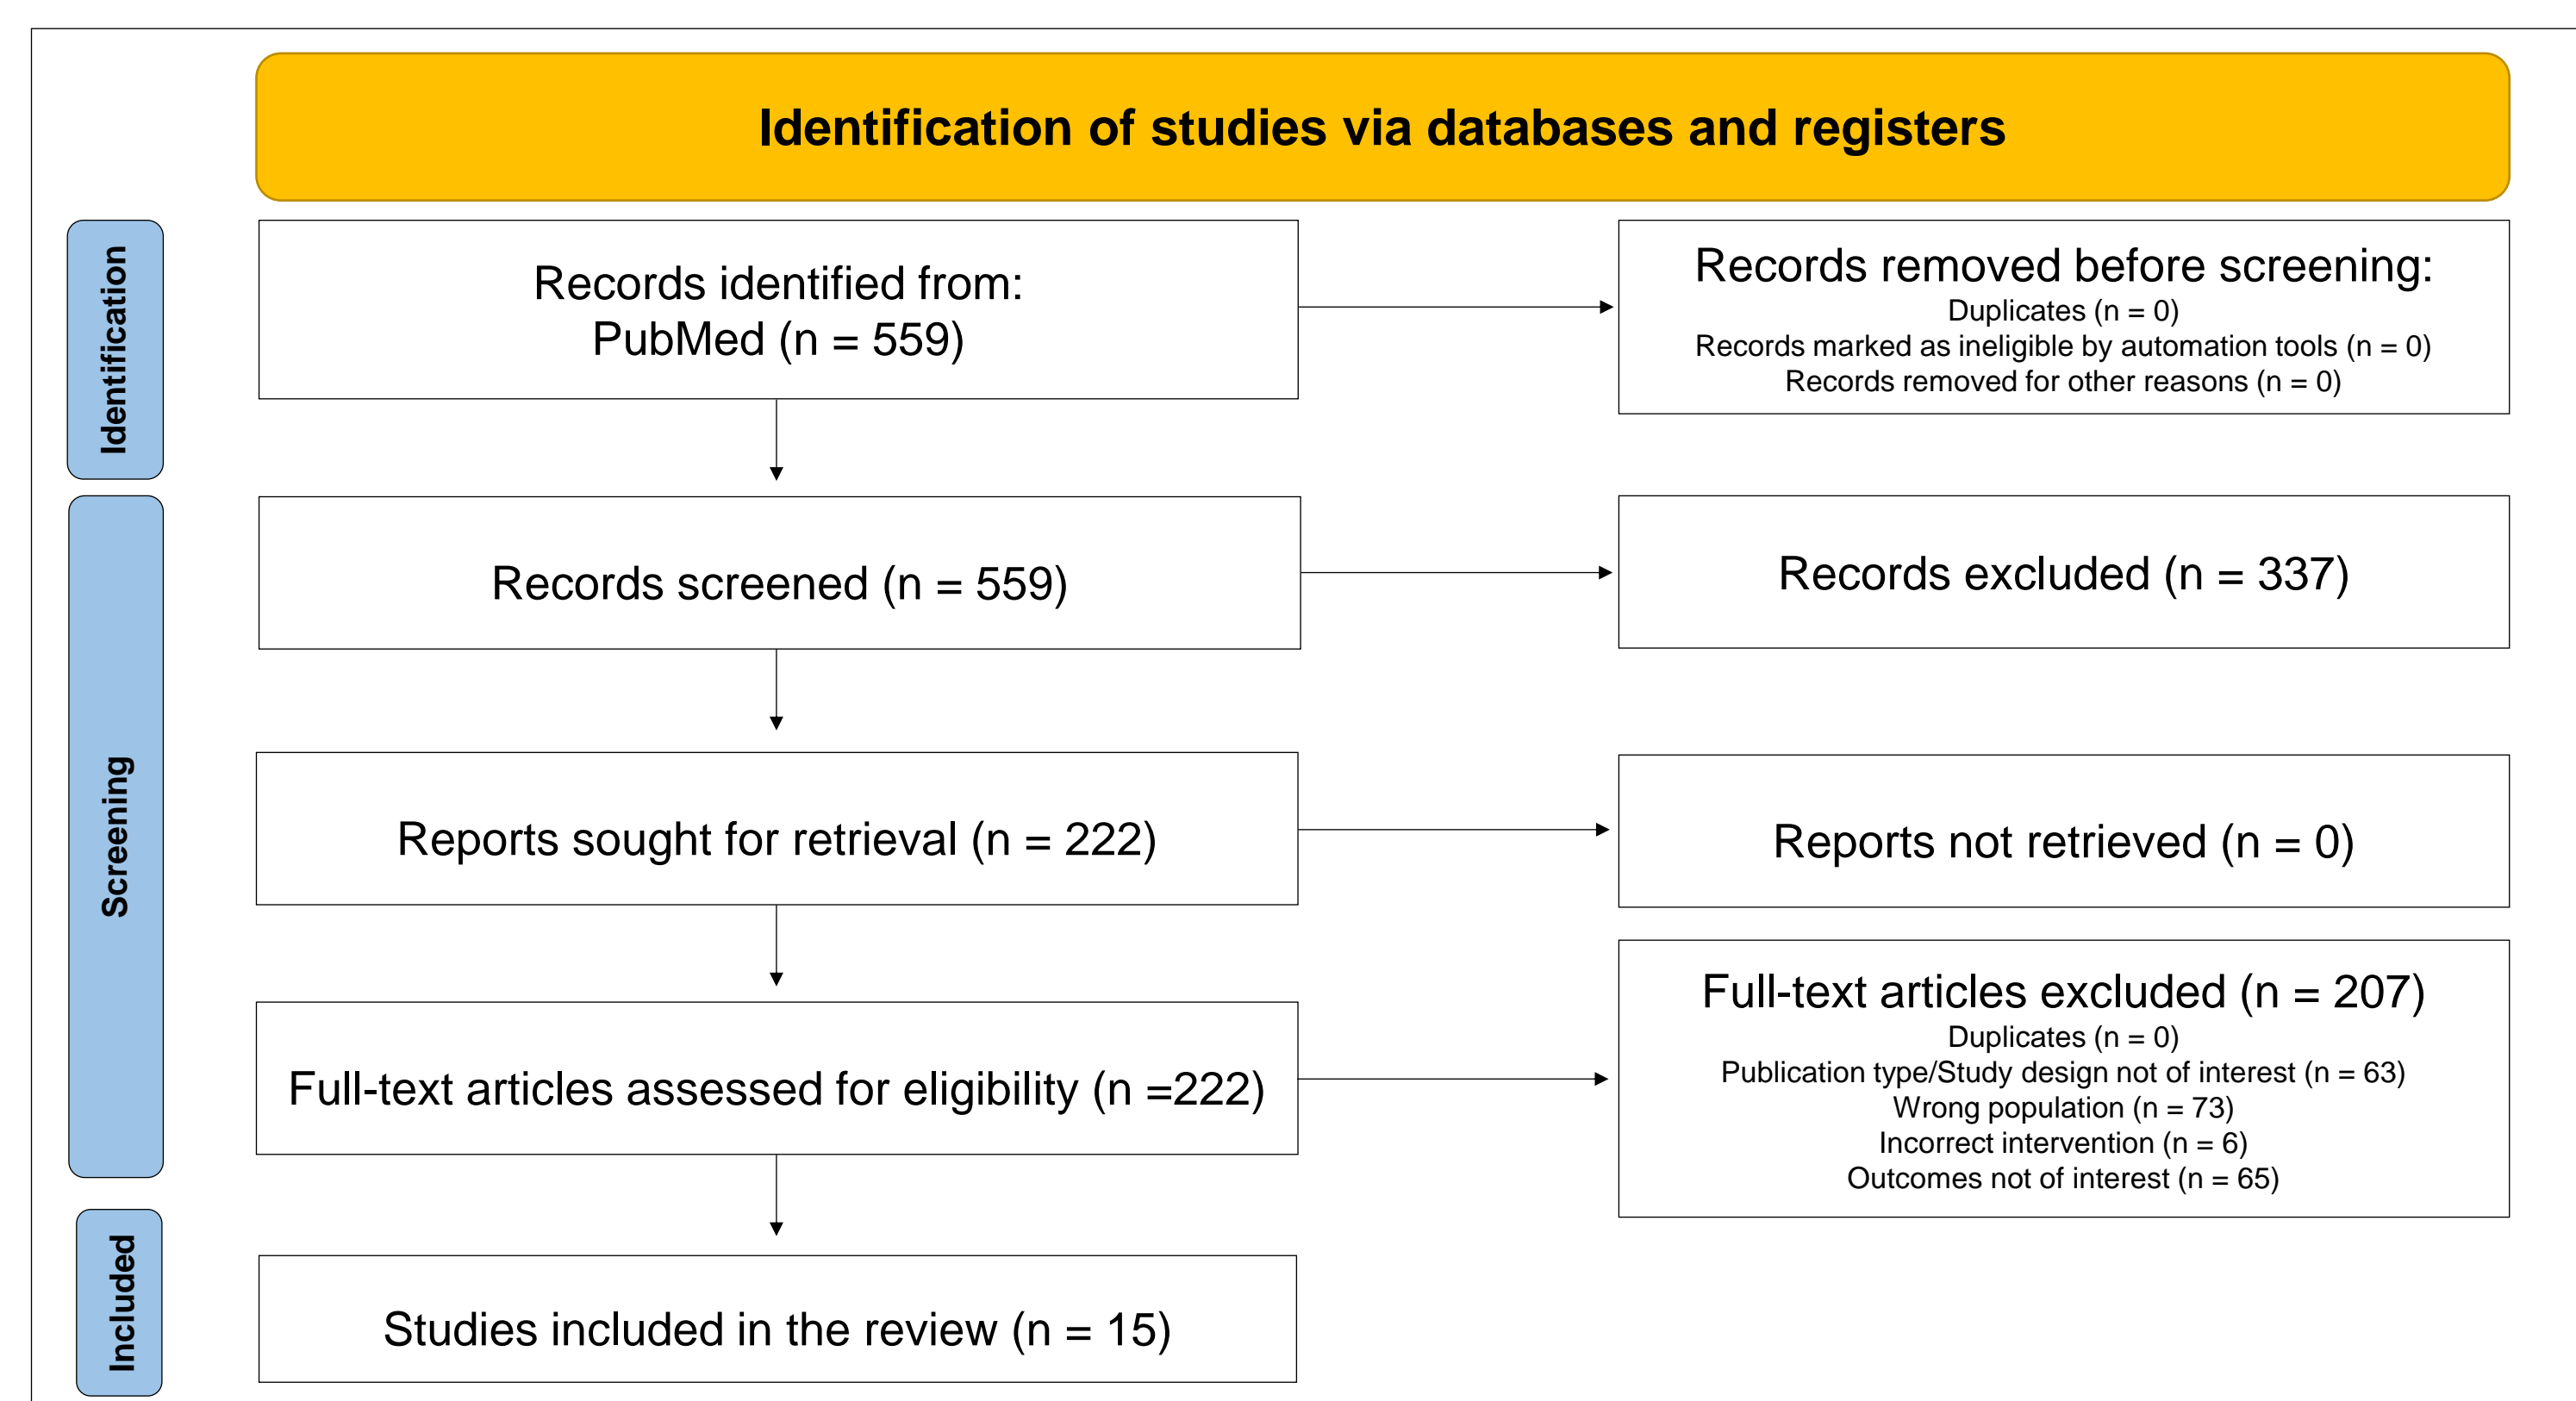 Identification of studies via databases and registers
Identification
Records identified from:
PubMed (n = 559)
Records removed before screening:
Duplicates (n = 0)
Records marked as ineligible by automation tools (n = 0)
Records removed for other reasons (n = 0)
Screening
Records screened (n = 559)
Records excluded (n = 337)
Reports sought for retrieval (n = 222)
Reports not retrieved (n = 0)
Full-text articles assessed for eligibility (n =222)
Full-text articles excluded (n = 207)
Duplicates (n = 0)
Publication type/Study design not of interest (n = 63)
Wrong population (n = 73)
Incorrect intervention (n = 6)
Outcomes not of interest (n = 65)
Included
Studies included in the review (n = 15)